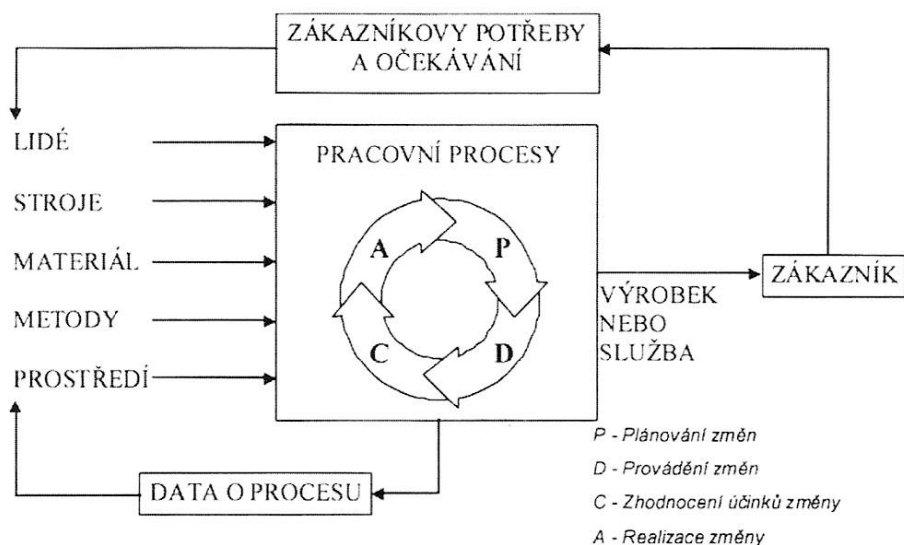 ZÁKAZNÍKOVY POTŘEBY
A OČEKÁVÁNÍ
LIDÉ
STROJE
MATERIÁL
METODY
PROSTŘEDÍ
PRACOVNÍ PROCESY
A
P
C
D
VÝROBEK
NEBO
SLUŽBA
ZÁKAZNÍK
DATA O PROCESU
P - Plánování změn
D - Provádění změn
C - Zhodnocení účinků změny
A - Realizace změny